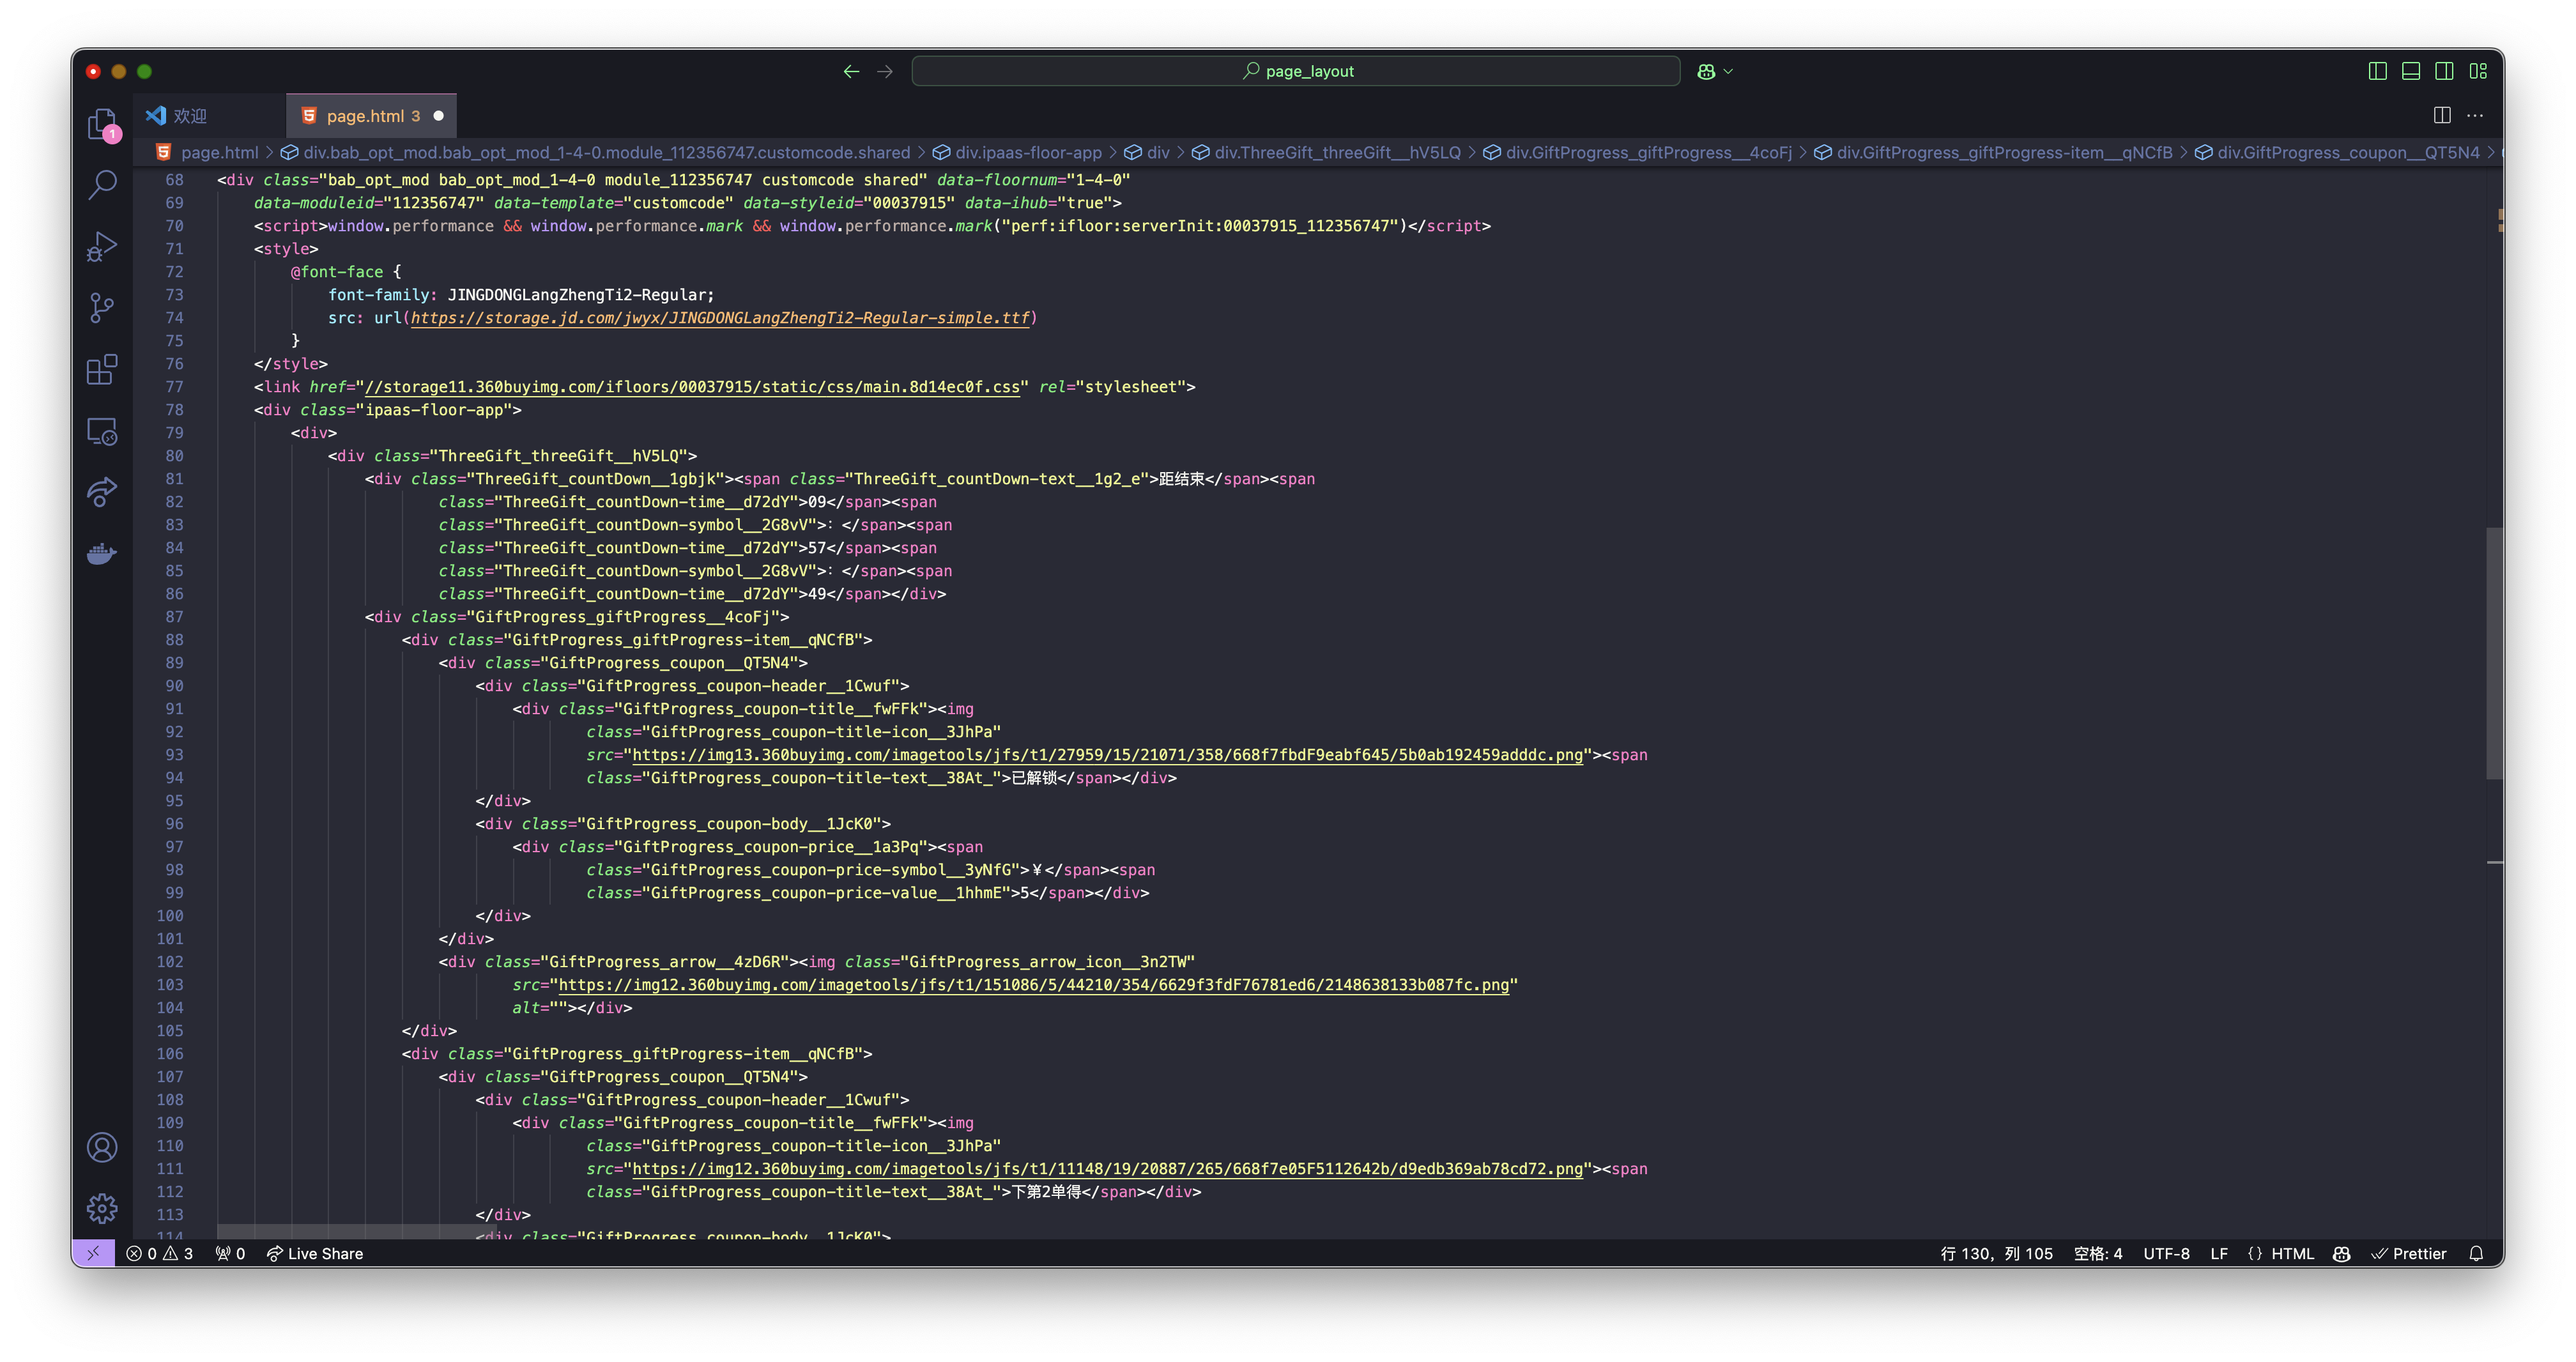 page_layout
欢迎
page.html 3
1
page.html > div.bab_opt_mod.bab_opt_mod_1-4-0.module_112356747.customcode.shared > div.ipaas-floor-app > div > div.ThreeGift_threeGift__hV5LQ > div.GiftProgress_giftProgress__4coFj > div.GiftProgress_giftProgress-item__qNCfB > div.GiftProgress_coupon__QT5N4 >
68 <div class="bab_opt_mod bab_opt_mod_1-4-0 module_112356747 customcode shared" data-floornum="1-4-0"
69 data-moduleid="112356747" data-template="customcode" data-styleid="00037915" data-ihub="true">
70 <script>window.performance && window.performance.mark && window.performance.mark("perf:ifloor:serverInit:00037915_112356747")</script>
71 <style>
72 @font-face {
73 font-family: JINGDONGLangZhengTi2-Regular;
74 src: url(https://storage.jd.com/jwyx/JINGDONGLangZhengTi2-Regular-simple.ttf)
75 }
76 </style>
77 <link href="//storage11.360buyimg.com/ifloors/00037915/static/css/main.8d14ec0f.css" rel="stylesheet">
78 <div class="ipaas-floor-app">
79 <div>
80 <div class="ThreeGift_threeGift__hV5LQ">
81 <div class="ThreeGift_countDown__1gbjk"><span class="ThreeGift_countDown-text__1g2_e">距结束</span><span
82 class="ThreeGift_countDown-time__d72dY">09</span><span
83 class="ThreeGift_countDown-symbol__2G8vV">：</span><span
84 class="ThreeGift_countDown-time__d72dY">57</span><span
85 class="ThreeGift_countDown-symbol__2G8vV">：</span><span
86 class="ThreeGift_countDown-time__d72dY">49</span></div>
87 <div class="GiftProgress_giftProgress__4coFj">
88 <div class="GiftProgress_giftProgress-item__qNCfB">
89 <div class="GiftProgress_coupon__QT5N4">
90 <div class="GiftProgress_coupon-header__1Cwuf">
91 <div class="GiftProgress_coupon-title__fwFFk"><img
92 class="GiftProgress_coupon-title-icon__3JhPa"
93 src="https://img13.360buyimg.com/imagetools/jfs/t1/27959/15/21071/358/668f7fbdF9eabf645/5b0ab192459adddc.png"><span
94 class="GiftProgress_coupon-title-text__38At_">已解锁</span></div>
95 </div>
96 <div class="GiftProgress_coupon-body__1JcK0">
97 <div class="GiftProgress_coupon-price__1a3Pq"><span
98 class="GiftProgress_coupon-price-symbol__3yNfG">￥</span><span
99 class="GiftProgress_coupon-price-value__1hhmE">5</span></div>
100 </div>
101 </div>
102 <div class="GiftProgress_arrow__4zD6R"><img class="GiftProgress_arrow_icon__3n2TW"
103 src="https://img12.360buyimg.com/imagetools/jfs/t1/151086/5/44210/354/6629f3fdF76781ed6/2148638133b087fc.png"
104 alt=""></div>
105 </div>
106 <div class="GiftProgress_giftProgress-item__qNCfB">
107 <div class="GiftProgress_coupon__QT5N4">
108 <div class="GiftProgress_coupon-header__1Cwuf">
109 <div class="GiftProgress_coupon-title__fwFFk"><img
110 class="GiftProgress_coupon-title-icon__3JhPa"
111 src="https://img12.360buyimg.com/imagetools/jfs/t1/11148/19/20887/265/668f7e05F5112642b/d9edb369ab78cd72.png"><span
112 class="GiftProgress_coupon-title-text__38At_">下第2单得</span></div>
113 </div>
114 <div class="GiftProgress_coupon-body__1JcK0">
0 3 0 Live Share 行 130，列 105 空格: 4 UTF-8 LF {} HTML Prettier